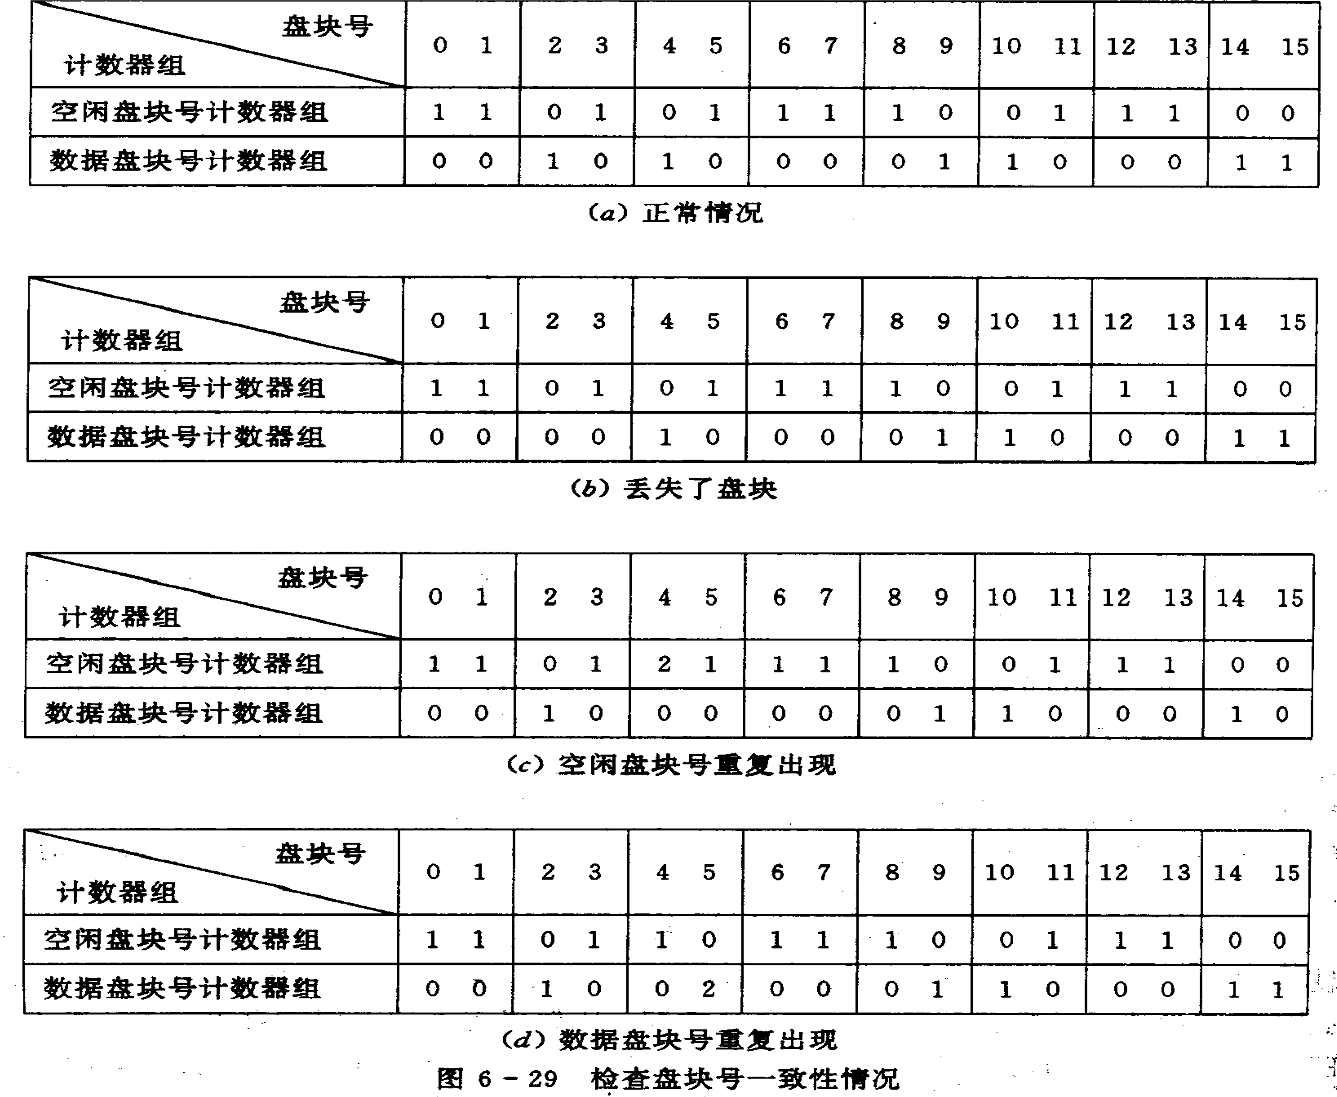 盘块号
计数器组
0 1 2 3 4 5 6 7 8 9 10 11 12 13 14 15
空闲盘块号计数器组 1 1 0 1 0 1 1 1 1 0 0 1 1 1 0 0
数据盘块号计数器组 0 0 1 0 1 0 0 0 0 1 1 0 0 0 1 1
(a) 正常情况
盘块号
计数器组
0 1 2 3 4 5 6 7 8 9 10 11 12 13 14 15
空闲盘块号计数器组 1 1 0 1 0 1 1 1 1 0 0 1 1 1 0 0
数据盘块号计数器组 0 0 0 0 1 0 0 0 0 1 1 0 0 0 1 1
(b) 丢失了盘块
盘块号
计数器组
0 1 2 3 4 5 6 7 8 9 10 11 12 13 14 15
空闲盘块号计数器组 1 1 0 1 2 1 1 1 1 0 0 1 1 1 0 0
数据盘块号计数器组 0 0 1 0 0 0 0 0 0 1 1 0 0 0 1 0
(c) 空闲盘块号重复出现
盘块号
计数器组
0 1 2 3 4 5 6 7 8 9 10 11 12 13 14 15
空闲盘块号计数器组 1 1 0 1 1 0 1 1 1 0 0 1 1 1 0 0
数据盘块号计数器组 0 0 1 0 0 2 0 0 0 1 1 0 0 0 1 1
(d) 数据盘块号重复出现
图 6-29 检查盘块号一致性情况